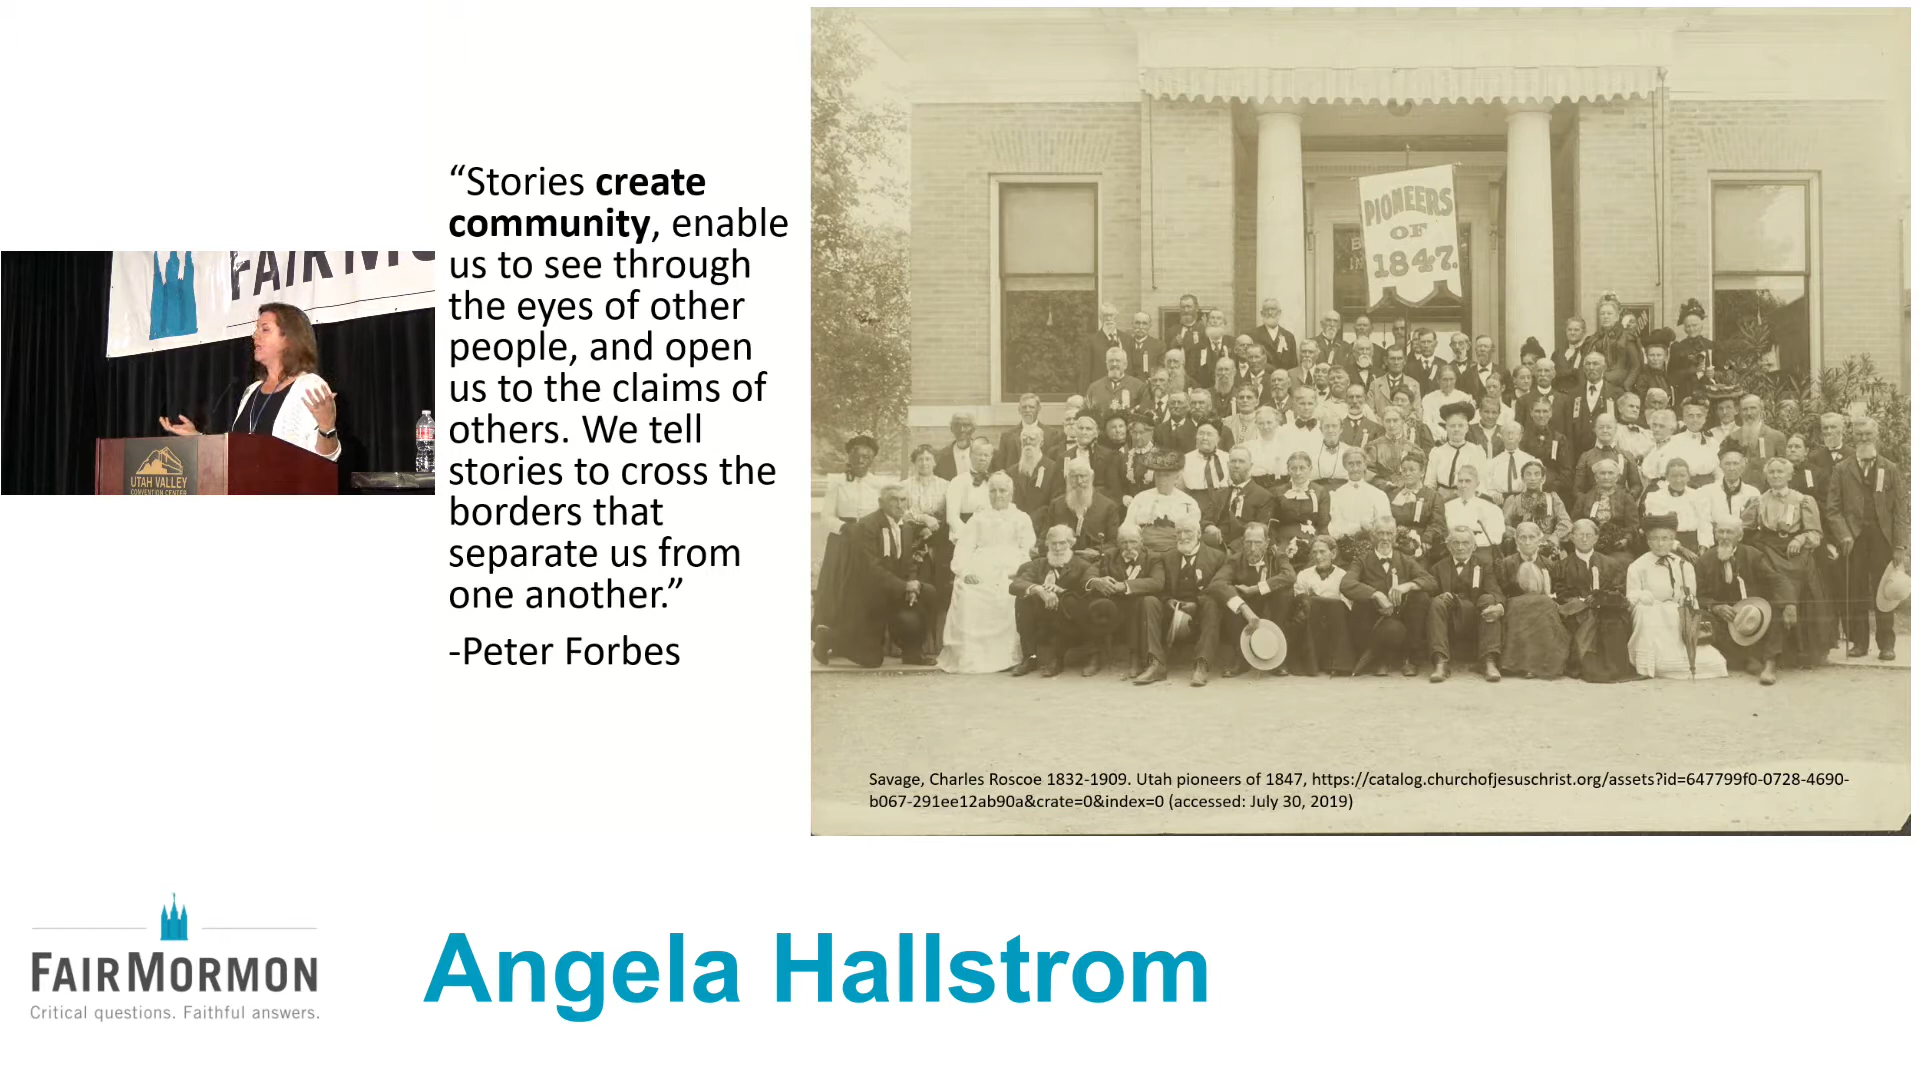 “Stories create
community, enable
us to see through
the eyes of other
people, and open
us to the claims of
others. We tell
stories to cross the
borders that
separate us from
one another.”
-Peter Forbes
FAIRMO
UTAH VALLEY
CONVENTION CENTER
PIONEERS
OF
1847.
Savage, Charles Roscoe 1832-1909. Utah pioneers of 1847, https://catalog.churchofjesuschrist.org/assets?id=647799f0-0728-4690-
b067-291ee12ab90a&crate=0&index=0 (accessed: July 30, 2019)
FAIRMORMON
Critical questions. Faithful answers.
Angela Hallstrom